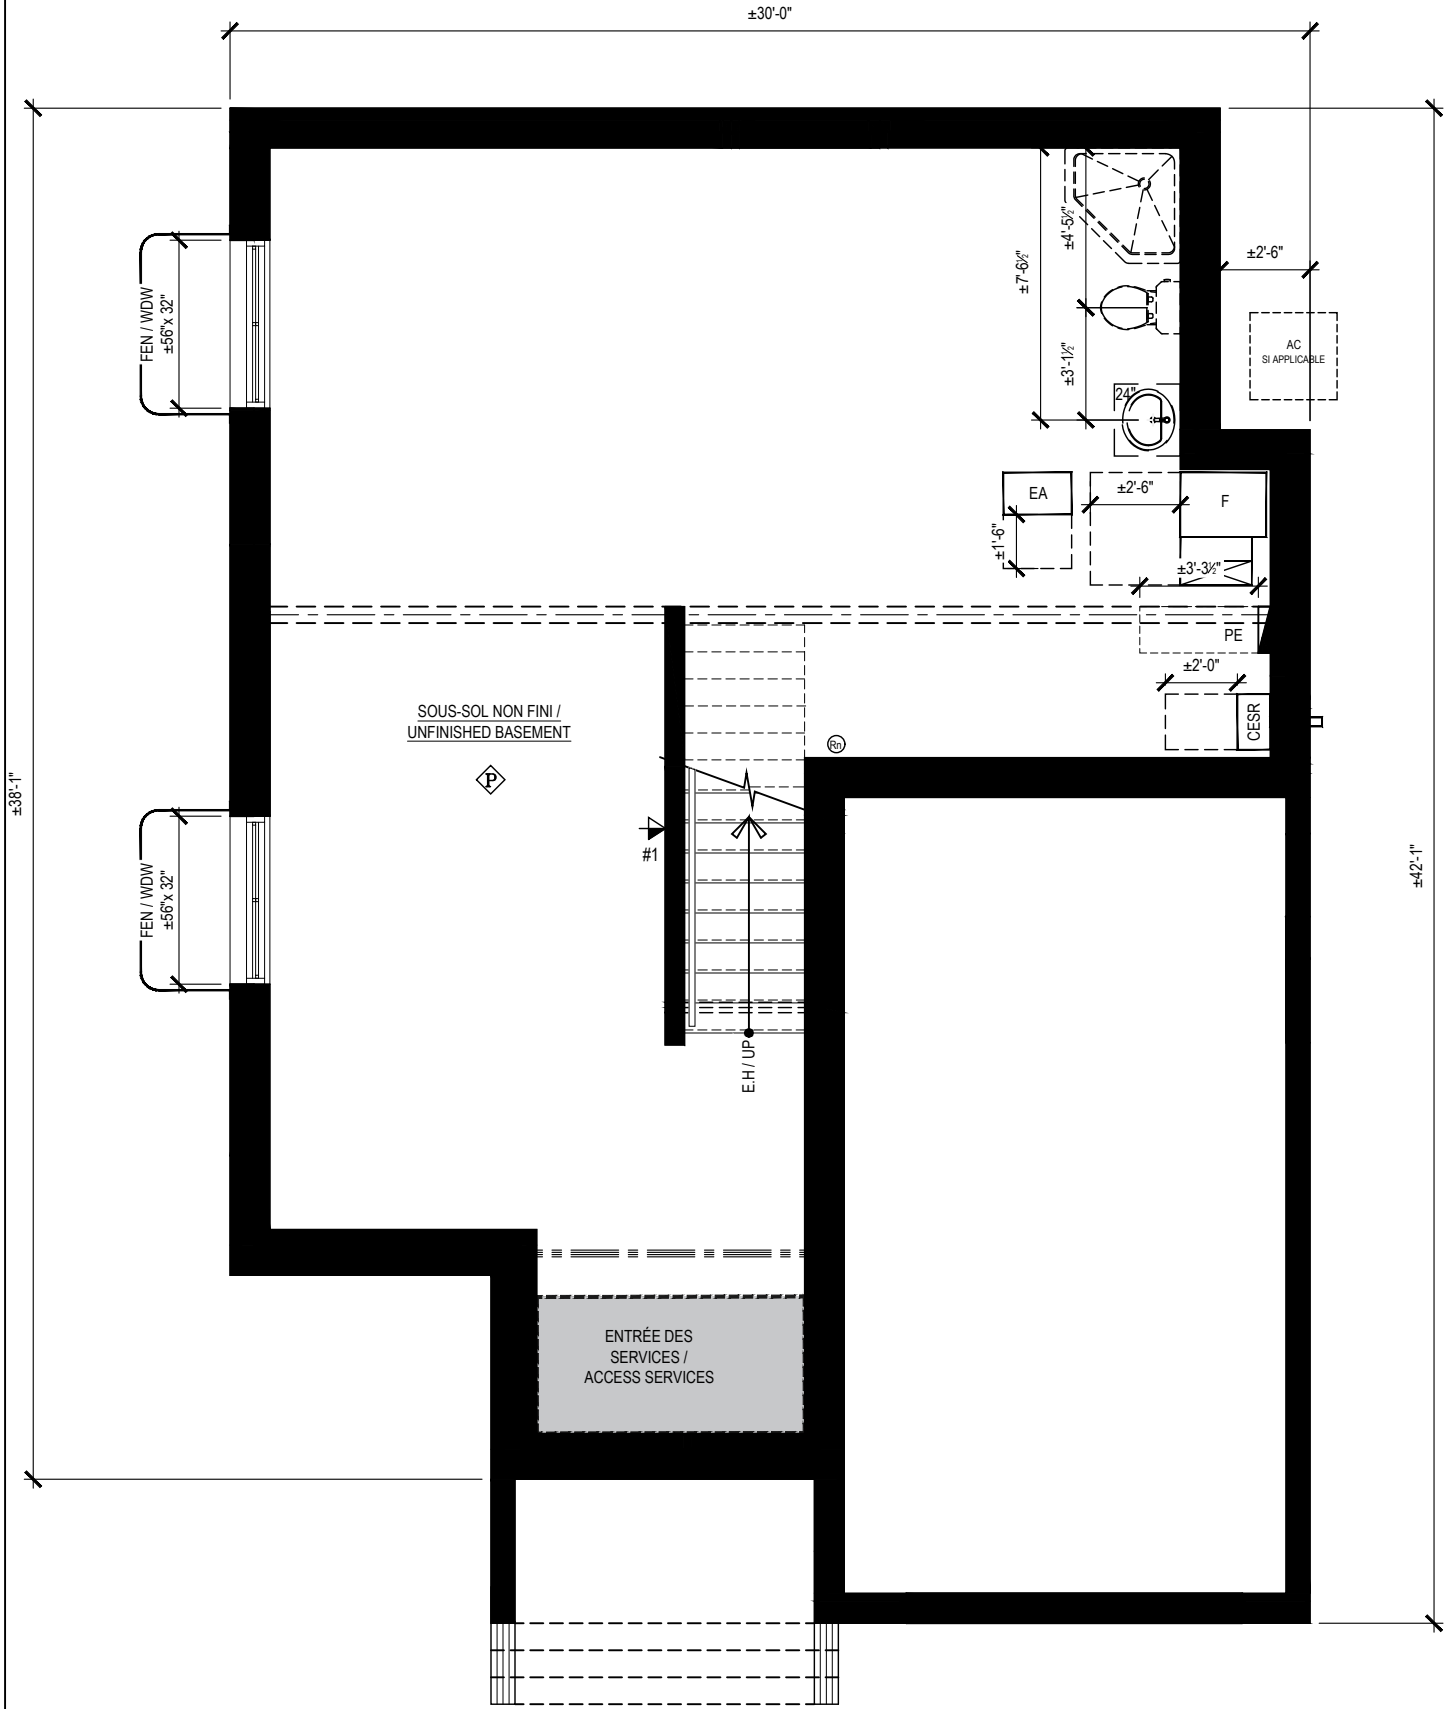 ±30'-0"
±4'-5½"
±7'-6½"
±2'-6"
FEN / WDW
±56"x 32"
AC
SI APPLICABLE
±3'-1½"
24"
EA
±2'-6"
F
±1'-6"
±3'-3½"
PE
±2'-0"
CESR
SOUS-SOL NON FINI /
UNFINISHED BASEMENT
Rn
P
±38'-1"
#1
±42'-1"
FEN / WDW
±56"x 32"
E.H / UP
ENTRÉE DES
SERVICES /
ACCESS SERVICES